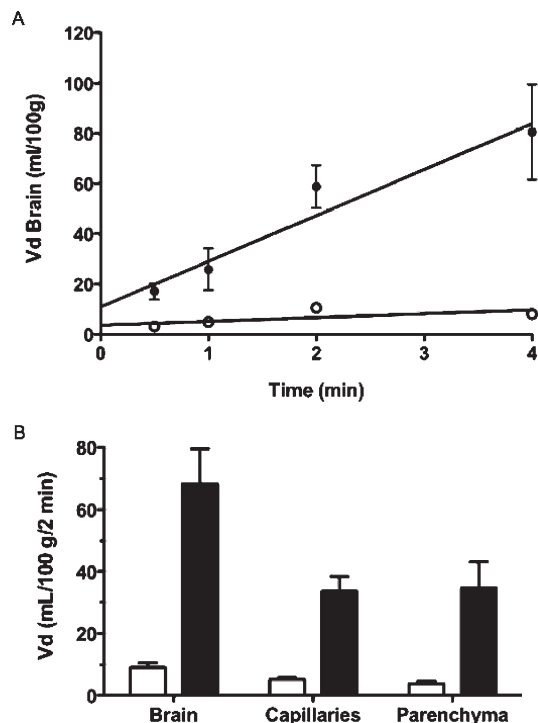 A
Vd Brain (ml/100g)
120
100
80
60
40
20
0
0 1 2 3 4
Time (min)
B
Vd (mL/100 g/2 min)
80
60
40
20
0
Brain Capillaries Parenchyma